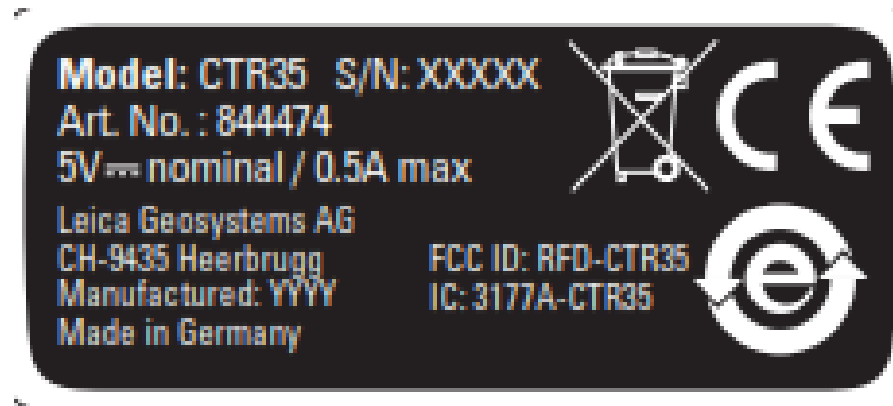 Model: CTR35 S/N: XXXXX
Art. No. : 844474
5V⎓nominal / 0.5A max
Leica Geosystems AG
CH-9435 Heerbrugg
Manufactured: YYYY
Made in Germany
FCC ID: RFD-CTR35
IC: 3177A-CTR35
CE
e